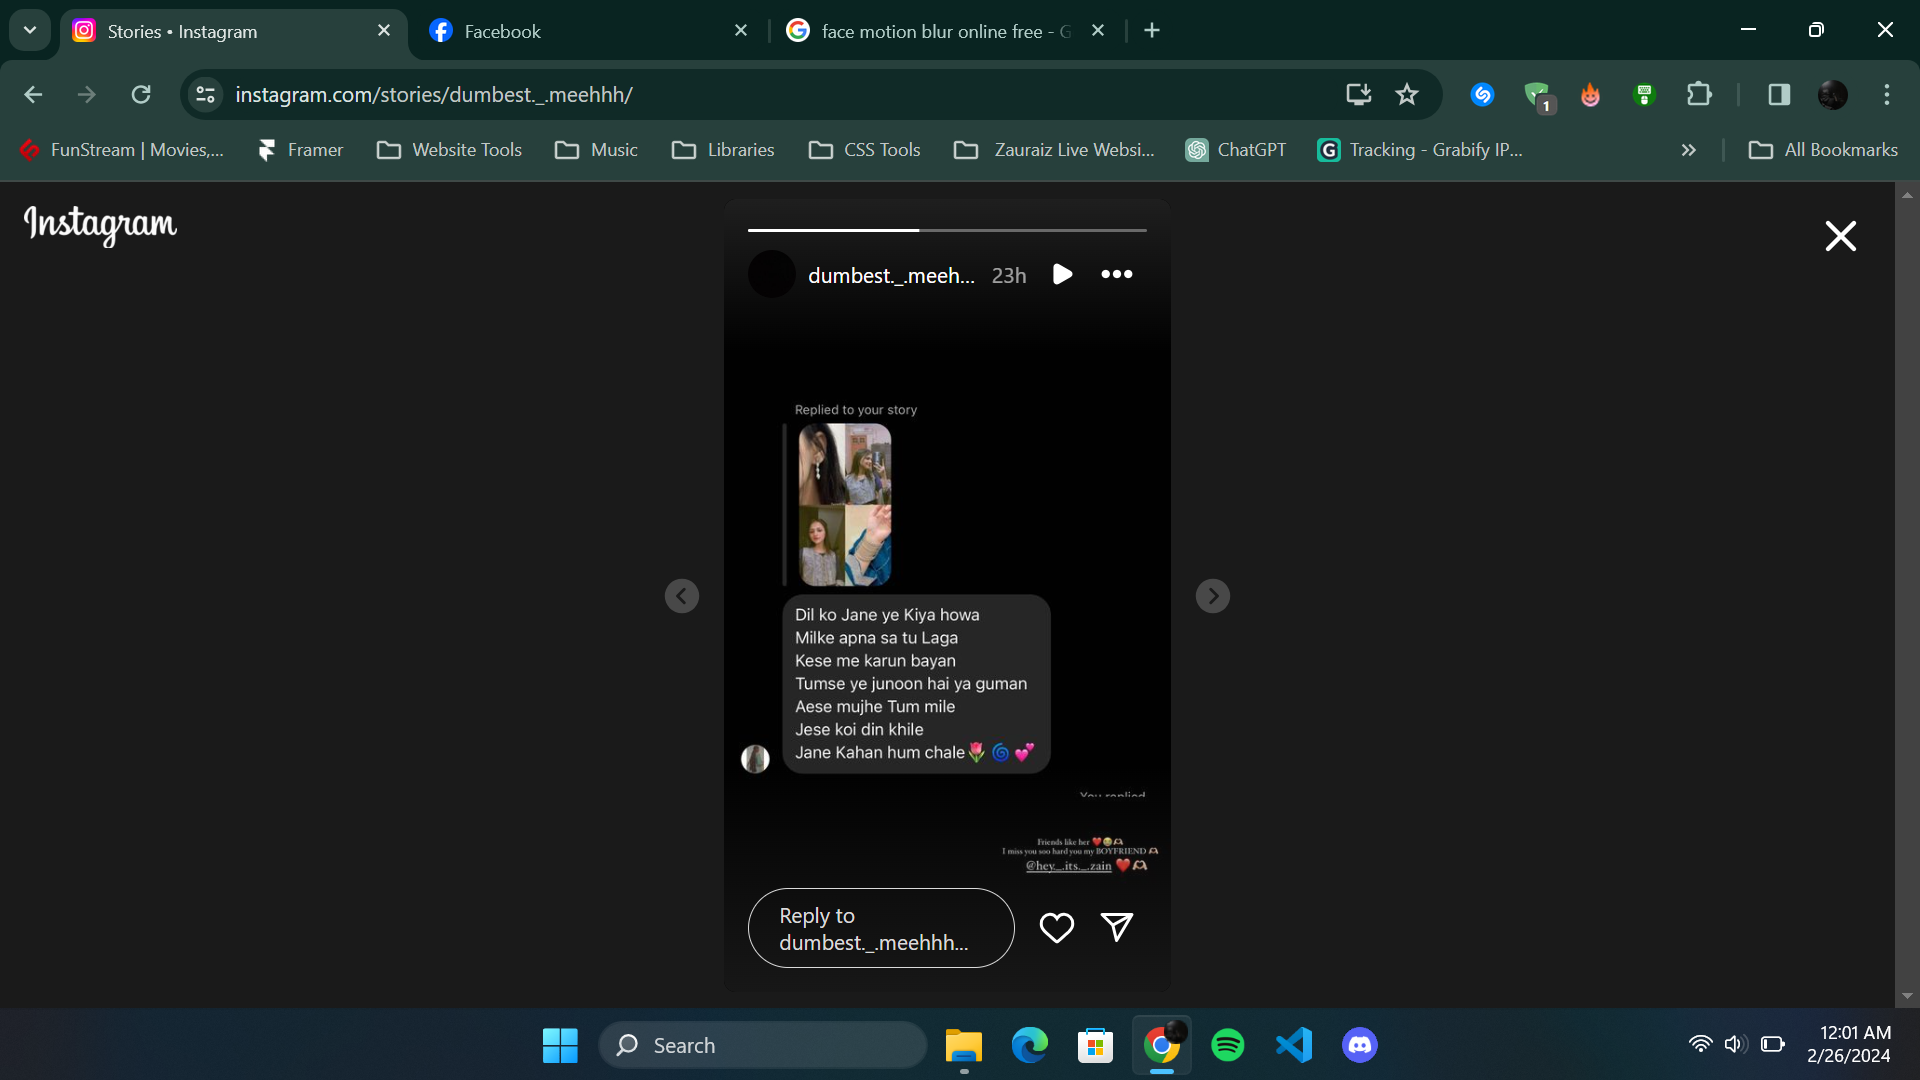 Stories • Instagram
Facebook
face motion blur online free - G
instagram.com/stories/dumbest._.meehhh/
1
FunStream | Movies,...
Framer
Website Tools
Music
Libraries
CSS Tools
Zauraiz Live Websi...
ChatGPT
Tracking - Grabify IP...
All Bookmarks
Instagram
dumbest._.meeh... 23h
Replied to your story
Dil ko Jane ye Kiya howa
Milke apna sa tu Laga
Kese me karun bayan
Tumse ye junoon hai ya guman
Aese mujhe Tum mile
Jese koi din khile
Jane Kahan hum chale🌷🌀💕
You replied
Friends like her ❤️🥹🫶
I miss you soo hard you my BOYFRIEND 🫶
@hey._.its._.zain ❤️🫶
Reply to
dumbest._.meehhh...
Search
12:01 AM
2/26/2024